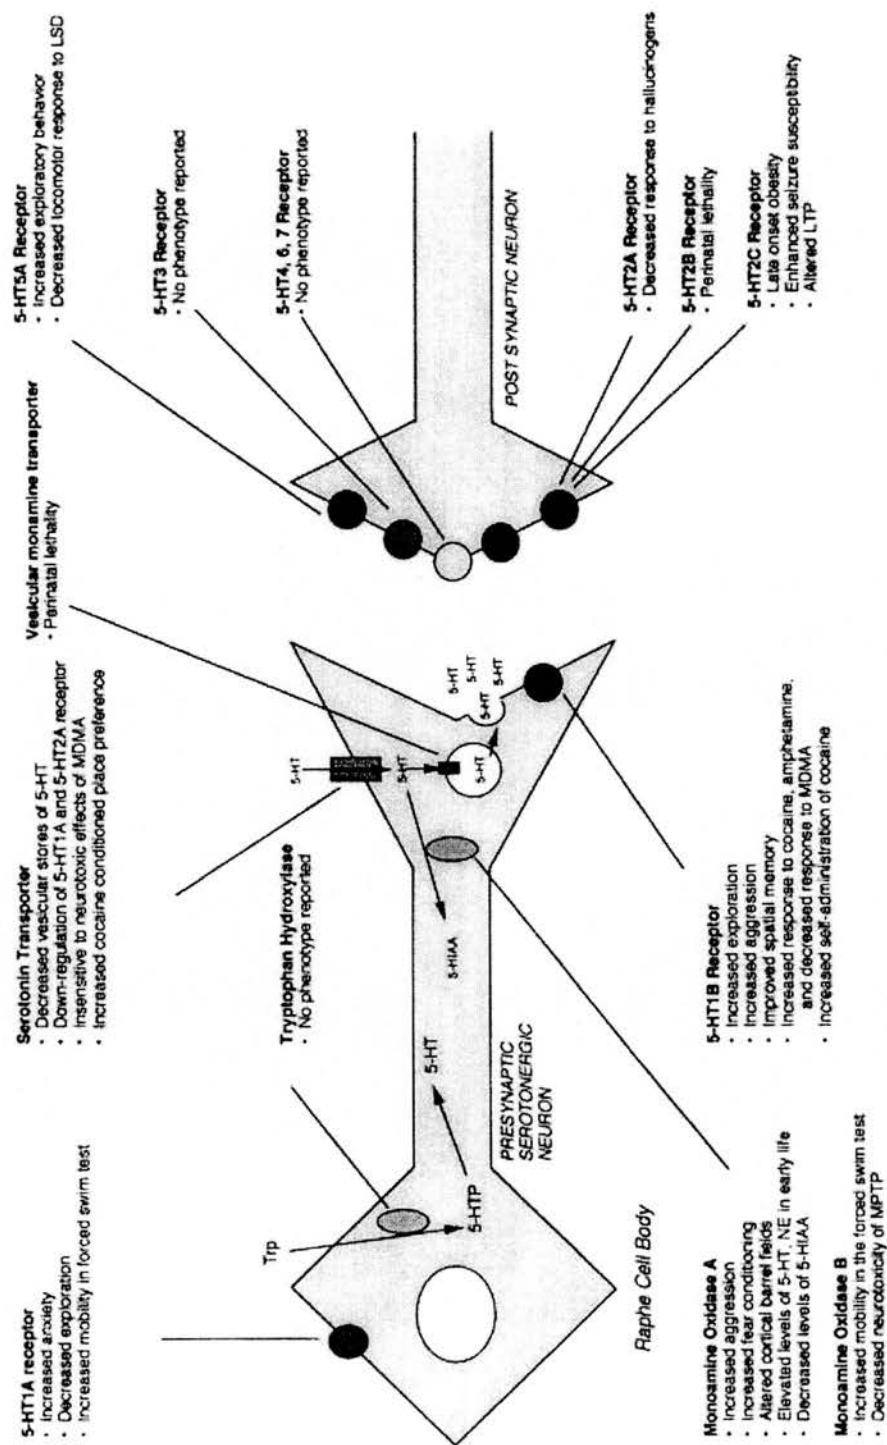 5-HT1A receptor
· Increased anxiety
· Decreased exploration
· Increased mobility in forced swim test
Serotonin Transporter
· Decreased vesicular stores of 5-HT
· Down-regulation of 5-HT1A and 5-HT2A receptor
· Insensitive to neurotoxic effects of MDMA
· Increased cocaine conditioned place preference
Vesicular monamine transporter
· Perinatal lethality
5-HT5A Receptor
· Increased exploratory behavior
· Decreased locomotor response to LSD
5-HT3 Receptor
· No phenotype reported
5-HT4, 6, 7 Receptor
· No phenotype reported
Tryptophan Hydroxylase
· No phenotype reported
Trp
5-HTP
5-HT
5-HIAA
5-HT
5-HT
5-HT
5-HT
5-HT
5-HT
5-HT
PRESYNAPTIC
SEROTONERGIC
NEURON
POST SYNAPTIC NEURON
Raphe Cell Body
Monoamine Oxidase A
· Increased aggression
· Increased fear conditioning
· Altered cortical barrel fields
· Elevated levels of 5-HT, NE in early life
· Decreased levels of 5-HIAA
Monoamine Oxidase B
· Increased mobility in the forced swim test
· Decreased neurotoxicity of MPTP
5-HT1B Receptor
· Increased exploration
· Increased aggression
· Improved spatial memory
· Increased response to cocaine, amphetamine,
and decreased response to MDMA
· Increased self-administration of cocaine
5-HT2A Receptor
· Decreased response to hallucinogens
5-HT2B Receptor
· Perinatal lethality
5-HT2C Receptor
· Late onset obesity
· Enhanced seizure susceptibility
· Altered LTP